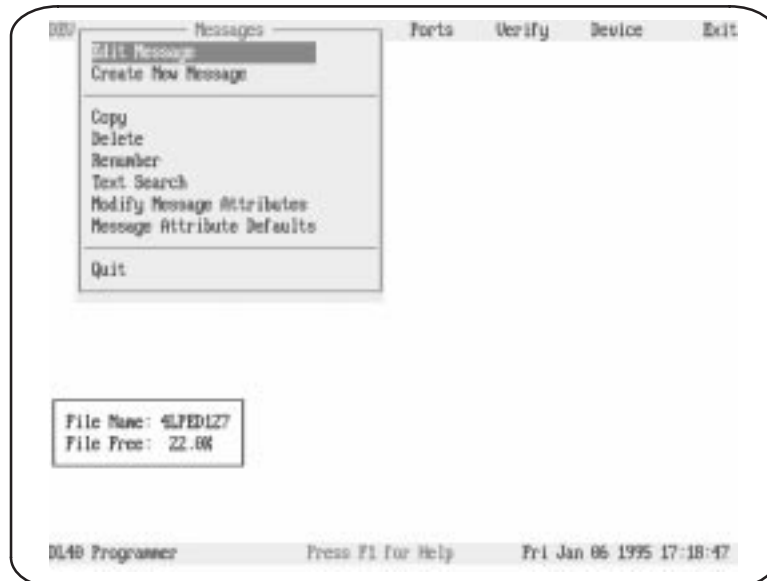 Messages Ports Verify Device Exit
Edit Message
Create New Message
Copy
Delete
Renumber
Text Search
Modify Message Attributes
Message Attribute Defaults
Quit
File Name:
File Free: 22.0K
DL40 Programmer Press F1 for Help Fri Jan 06 1995 17:18:47